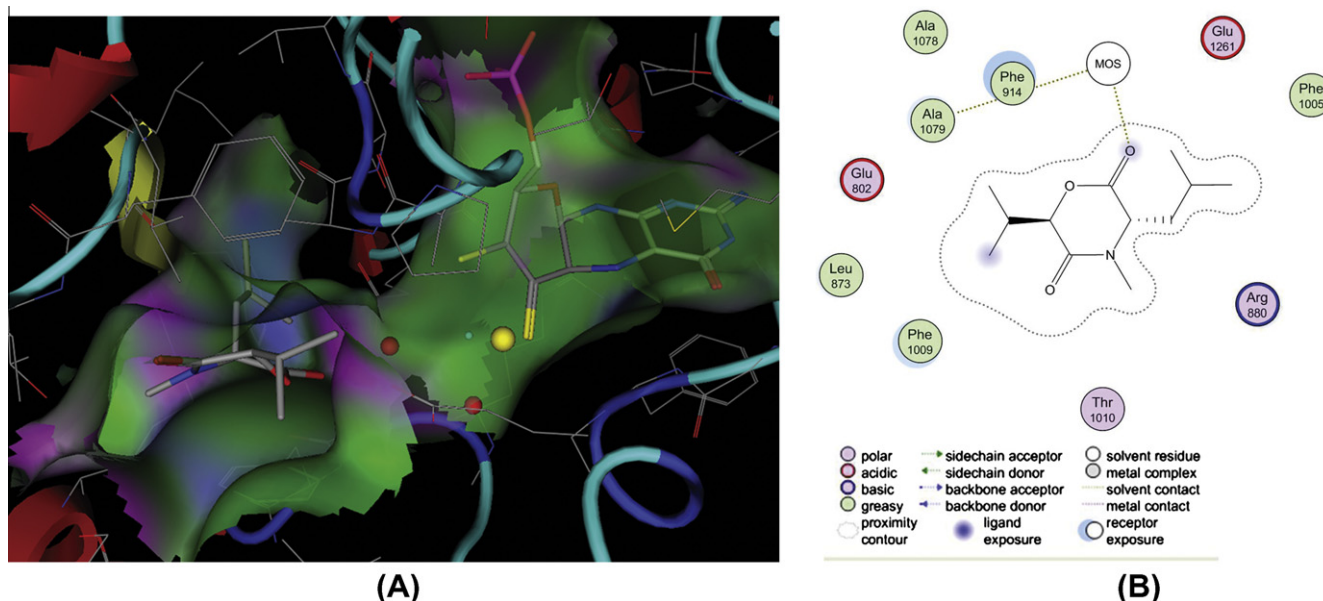 Ala
1078
Phe
914
MOS
Glu
1261
Phe
1005
Ala
1079
Glu
802
O
O
O
N
O
Leu
873
Arg
880
Phe
1009
Thr
1010
polar
acidic
basic
greasy
proximity
contour
sidechain acceptor
sidechain donor
backbone acceptor
backbone donor
ligand
exposure
solvent residue
metal complex
solvent contact
metal contact
receptor
exposure
(A)
(B)